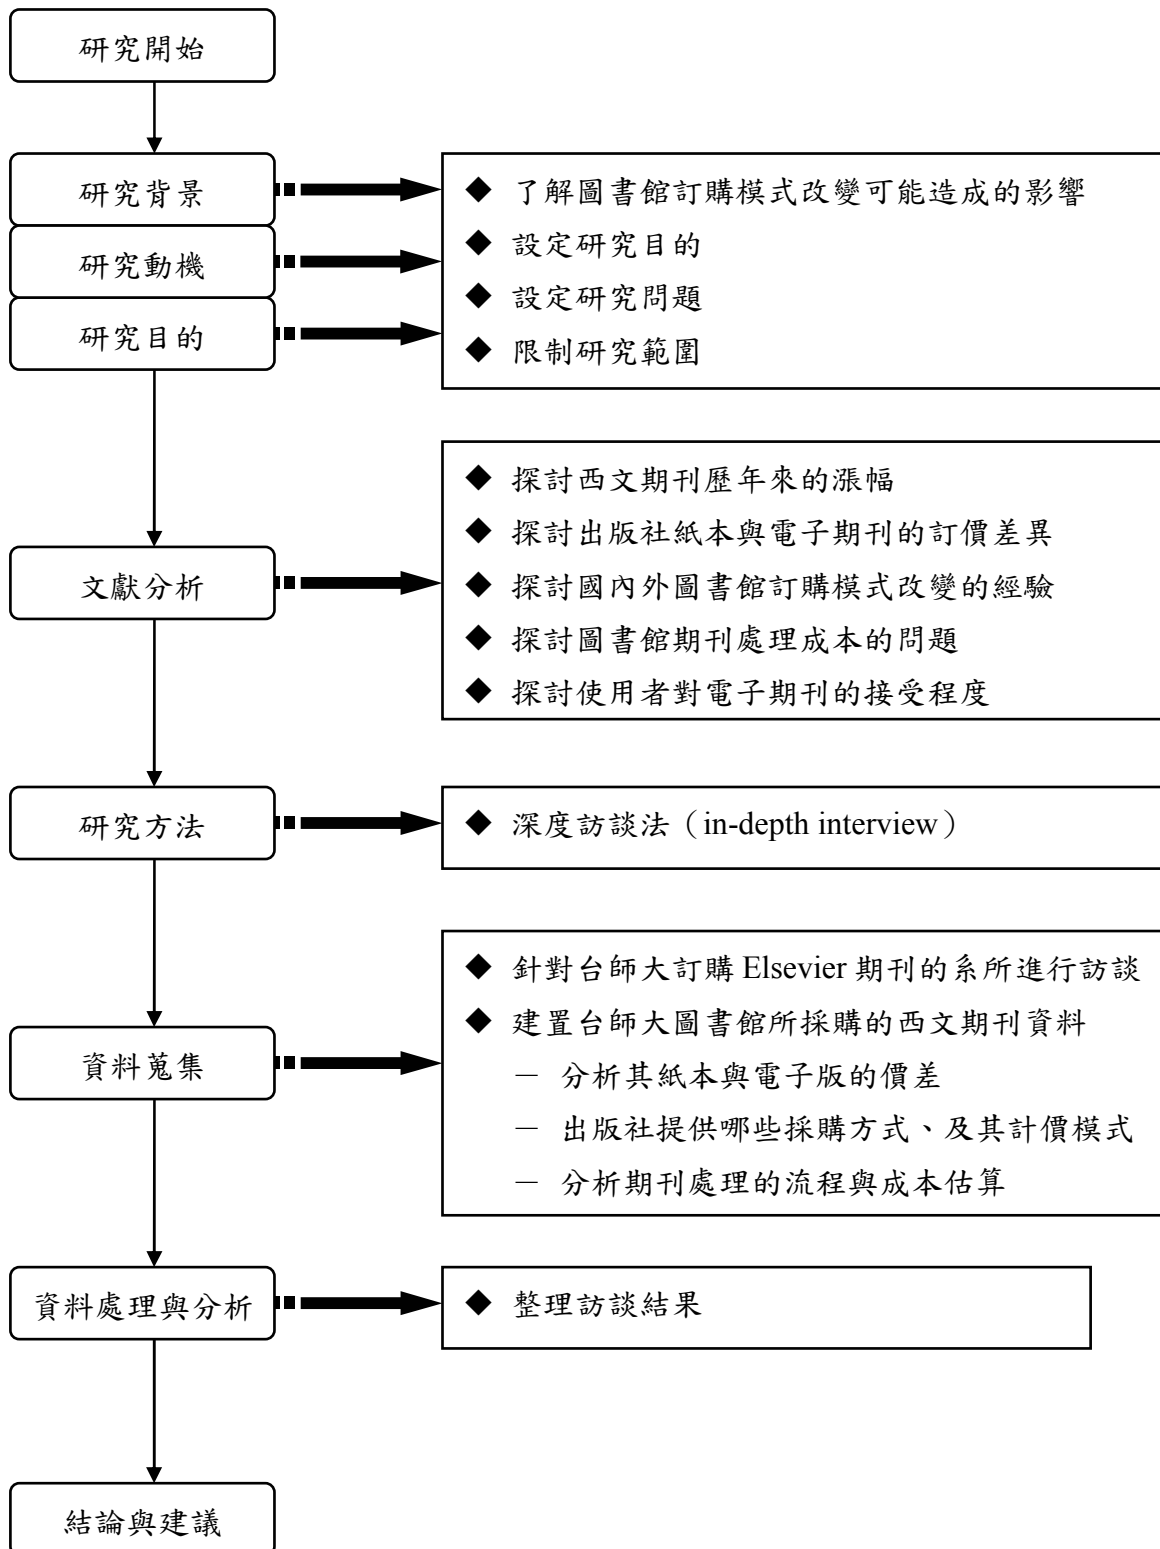 研究開始
研究背景
研究動機
研究目的
◆ 了解圖書館訂購模式改變可能造成的影響
◆ 設定研究目的
◆ 設定研究問題
◆ 限制研究範圍
文獻分析
◆ 探討西文期刊歷年來的漲幅
◆ 探討出版社紙本與電子期刊的訂價差異
◆ 探討國內外圖書館訂購模式改變的經驗
◆ 探討圖書館期刊處理成本的問題
◆ 探討使用者對電子期刊的接受程度
研究方法
◆ 深度訪談法（in-depth interview）
資料蒐集
◆ 針對台師大訂購 Elsevier 期刊的系所進行訪談
◆ 建置台師大圖書館所採購的西文期刊資料
－ 分析其紙本與電子版的價差
－ 出版社提供哪些採購方式、及其計價模式
－ 分析期刊處理的流程與成本估算
資料處理與分析
◆ 整理訪談結果
結論與建議